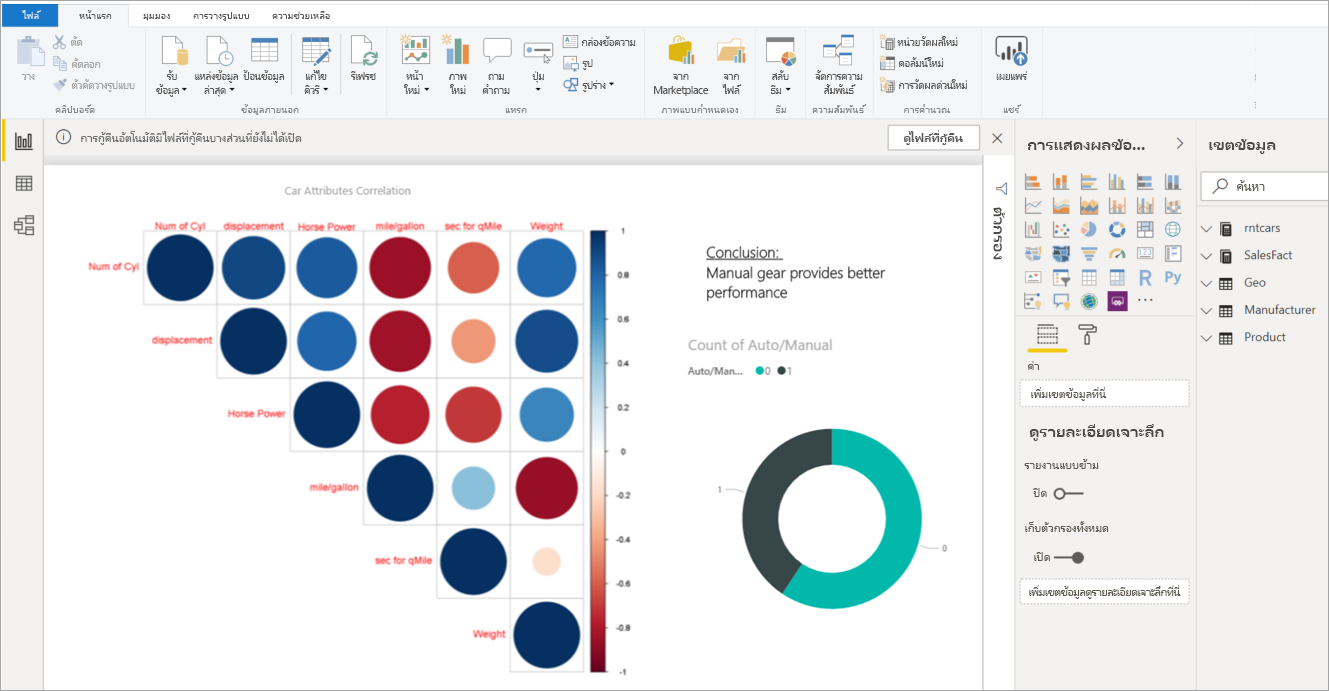 ไฟล์
หน้าแรก
มุมมอง
การวางรูปแบบ
ความช่วยเหลือ
วาง
ตัด
คัดลอก
ตัวคัดวางรูปแบบ
คลิปบอร์ด
รับ
ข้อมูล
แหล่งข้อมูล
ล่าสุด
ป้อนข้อมูล
แก้ไข
คิวรี
รีเฟรช
ข้อมูลภายนอก
หน้า
ใหม่
ภาพ
ใหม่
ถาม
คำถาม
ปุ่ม
กล่องข้อความ
รูป
รูปร่าง
แทรก
จาก
Marketplace
จาก
ไฟล์
ภาพแบบกำหนดเอง
สลับ
ธีม
ธีม
จัดการความ
สัมพันธ์
ความสัมพันธ์
หน่วยวัดผลใหม่
คอลัมน์ใหม่
การวัดผลด่วนใหม่
การคำนวณ
เผยแพร่
แชร์
การกู้คืนอัตโนมัติมีไฟล์ที่กู้คืนบางส่วนที่ยังไม่ได้เปิด
ดูไฟล์ที่กู้คืน
Car Attributes Correlation
Num of Cyl
displacement
Horse Power
mile/gallon
sec for qMile
Weight
Num of Cyl
displacement
Horse Power
mile/gallon
sec for qMile
Weight
1
0.8
0.6
0.4
0.2
0
-0.2
-0.4
-0.6
-0.8
-1
Conclusion:
Manual gear provides better
performance
Count of Auto/Manual
Auto/Man...
0
1
1
0
ตัวกรอง
การแสดงผลข้อ...
R
Py
ค่า
เพิ่มเขตข้อมูลที่นี่
ดูรายละเอียดเจาะลึก
รายงานแบบข้าม
ปิด
เก็บตัวกรองทั้งหมด
เปิด
เพิ่มเขตข้อมูลดูรายละเอียดเจาะลึกที่นี่
เขตข้อมูล
ค้นหา
rntcars
SalesFact
Geo
Manufacturer
Product